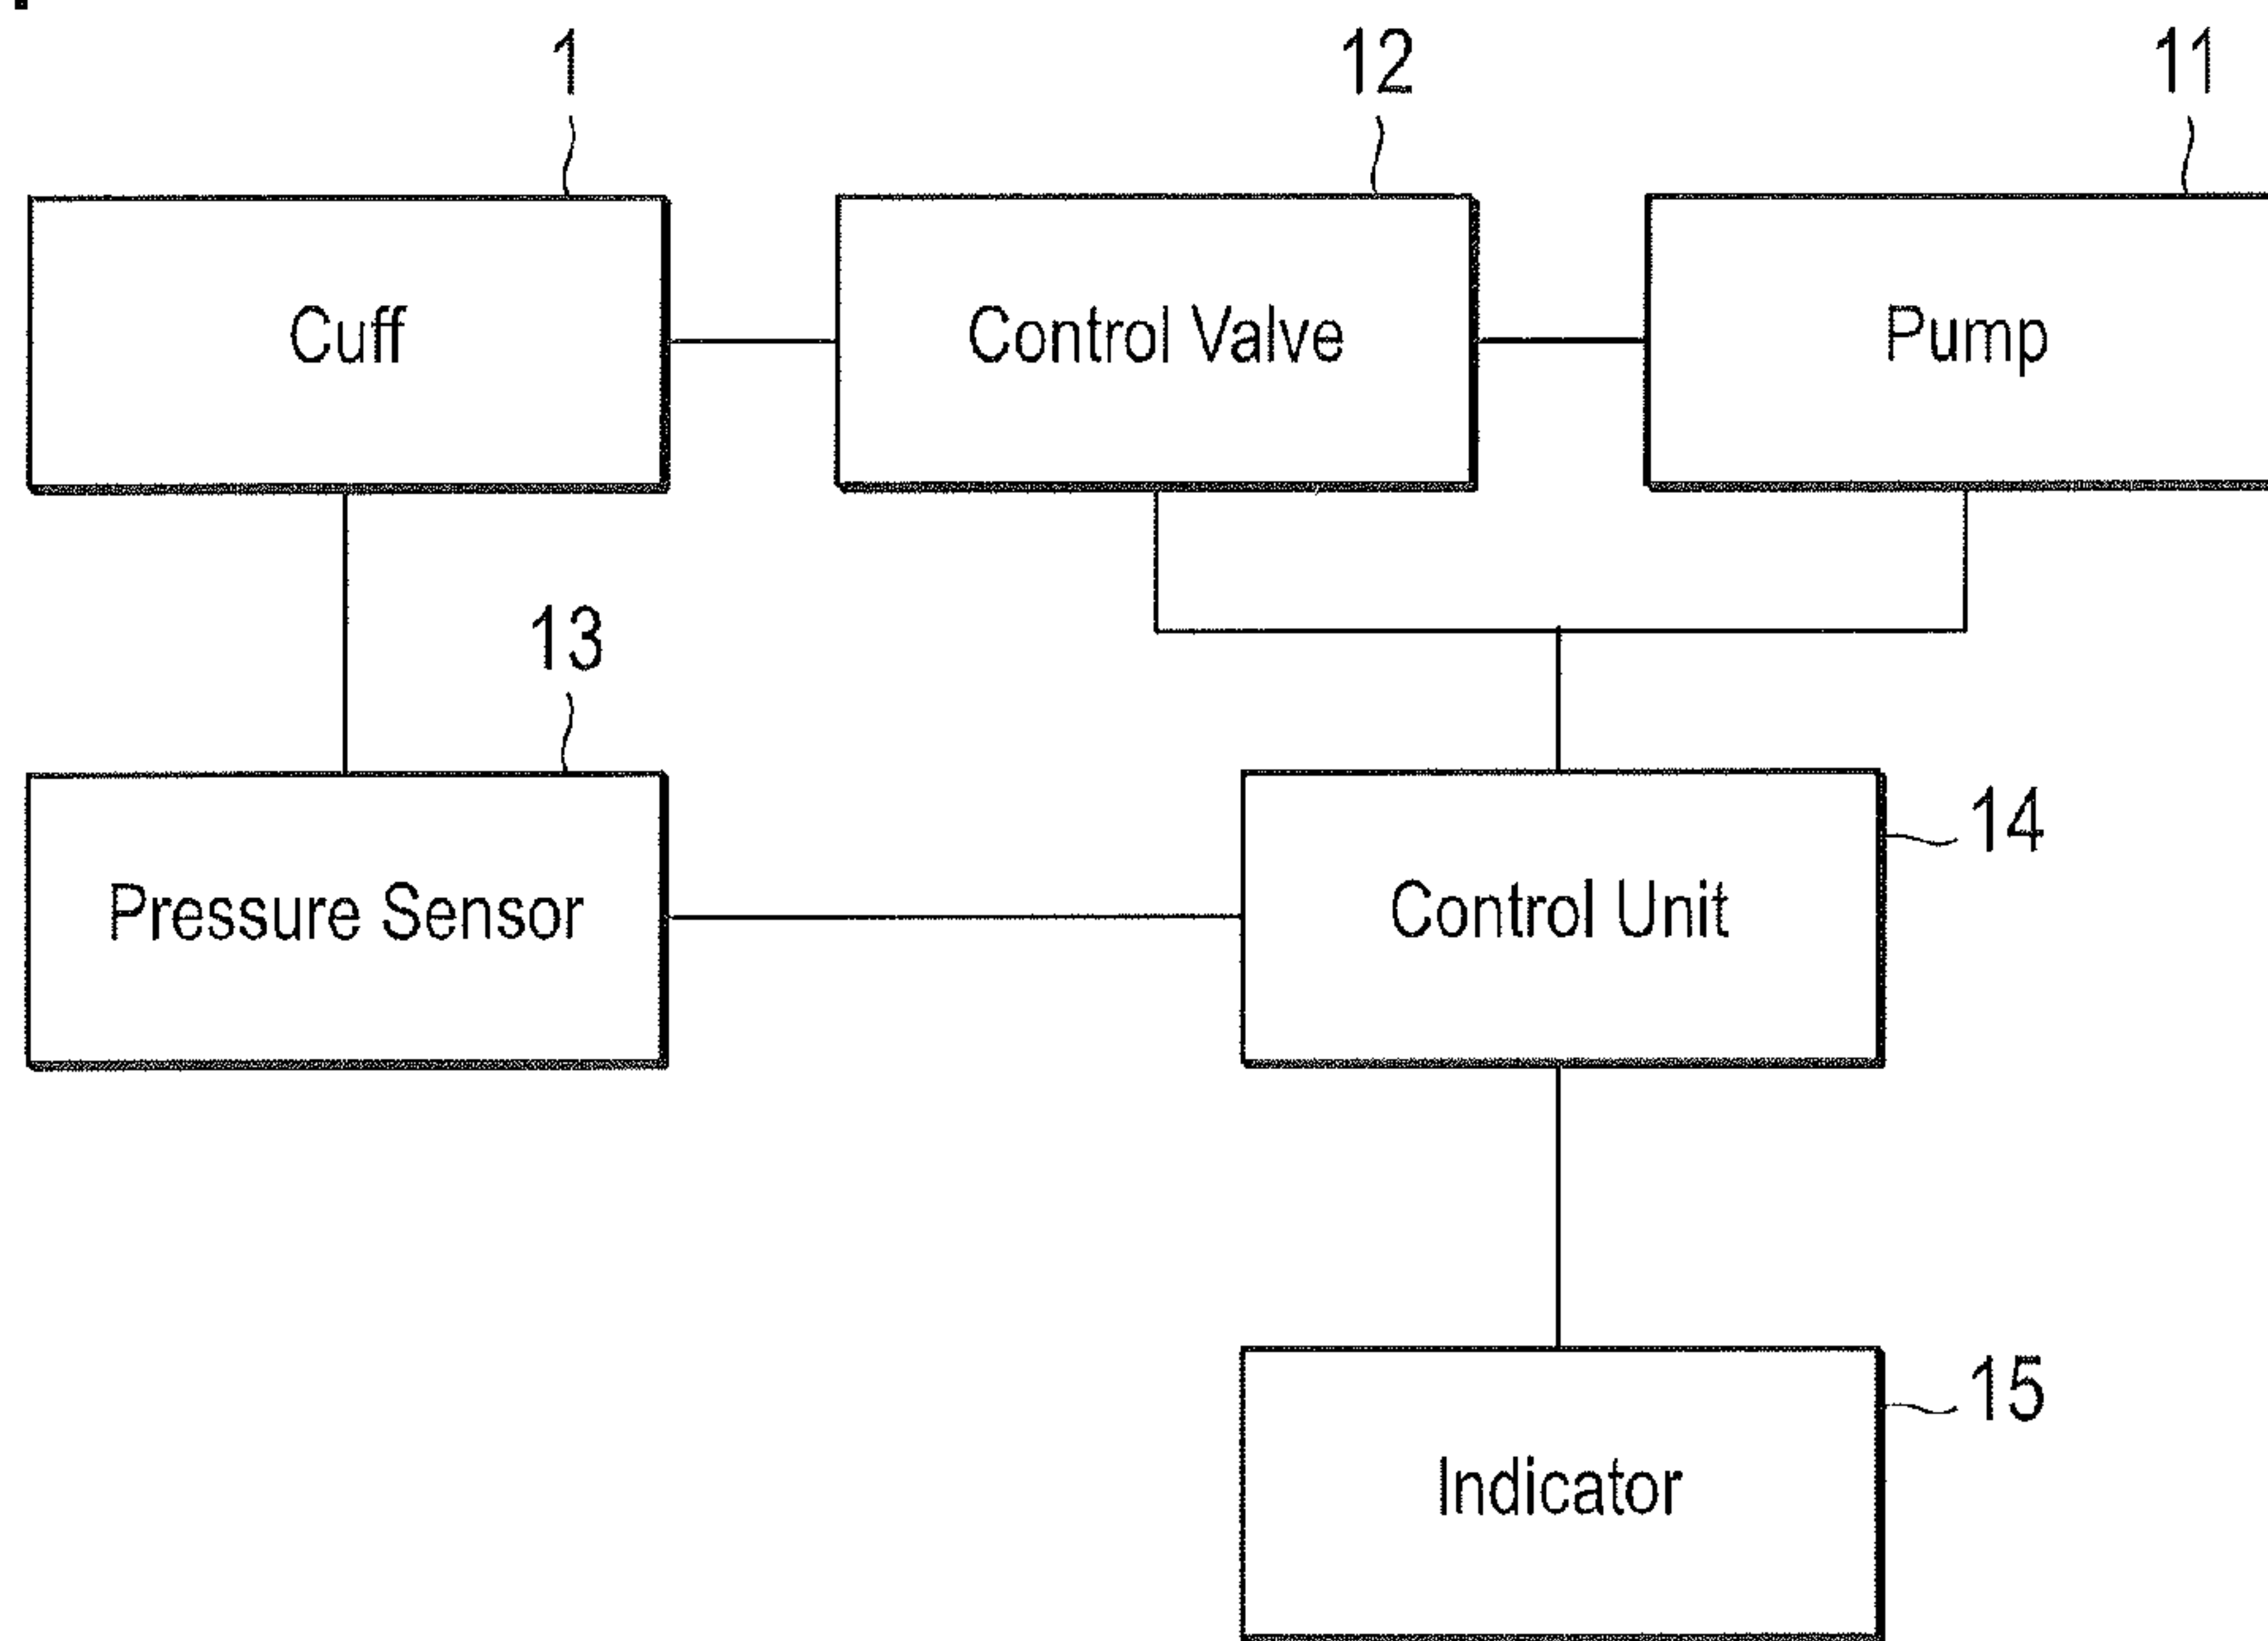 1
12
11
Cuff
Control Valve
Pump
13
14
Pressure Sensor
Control Unit
15
Indicator